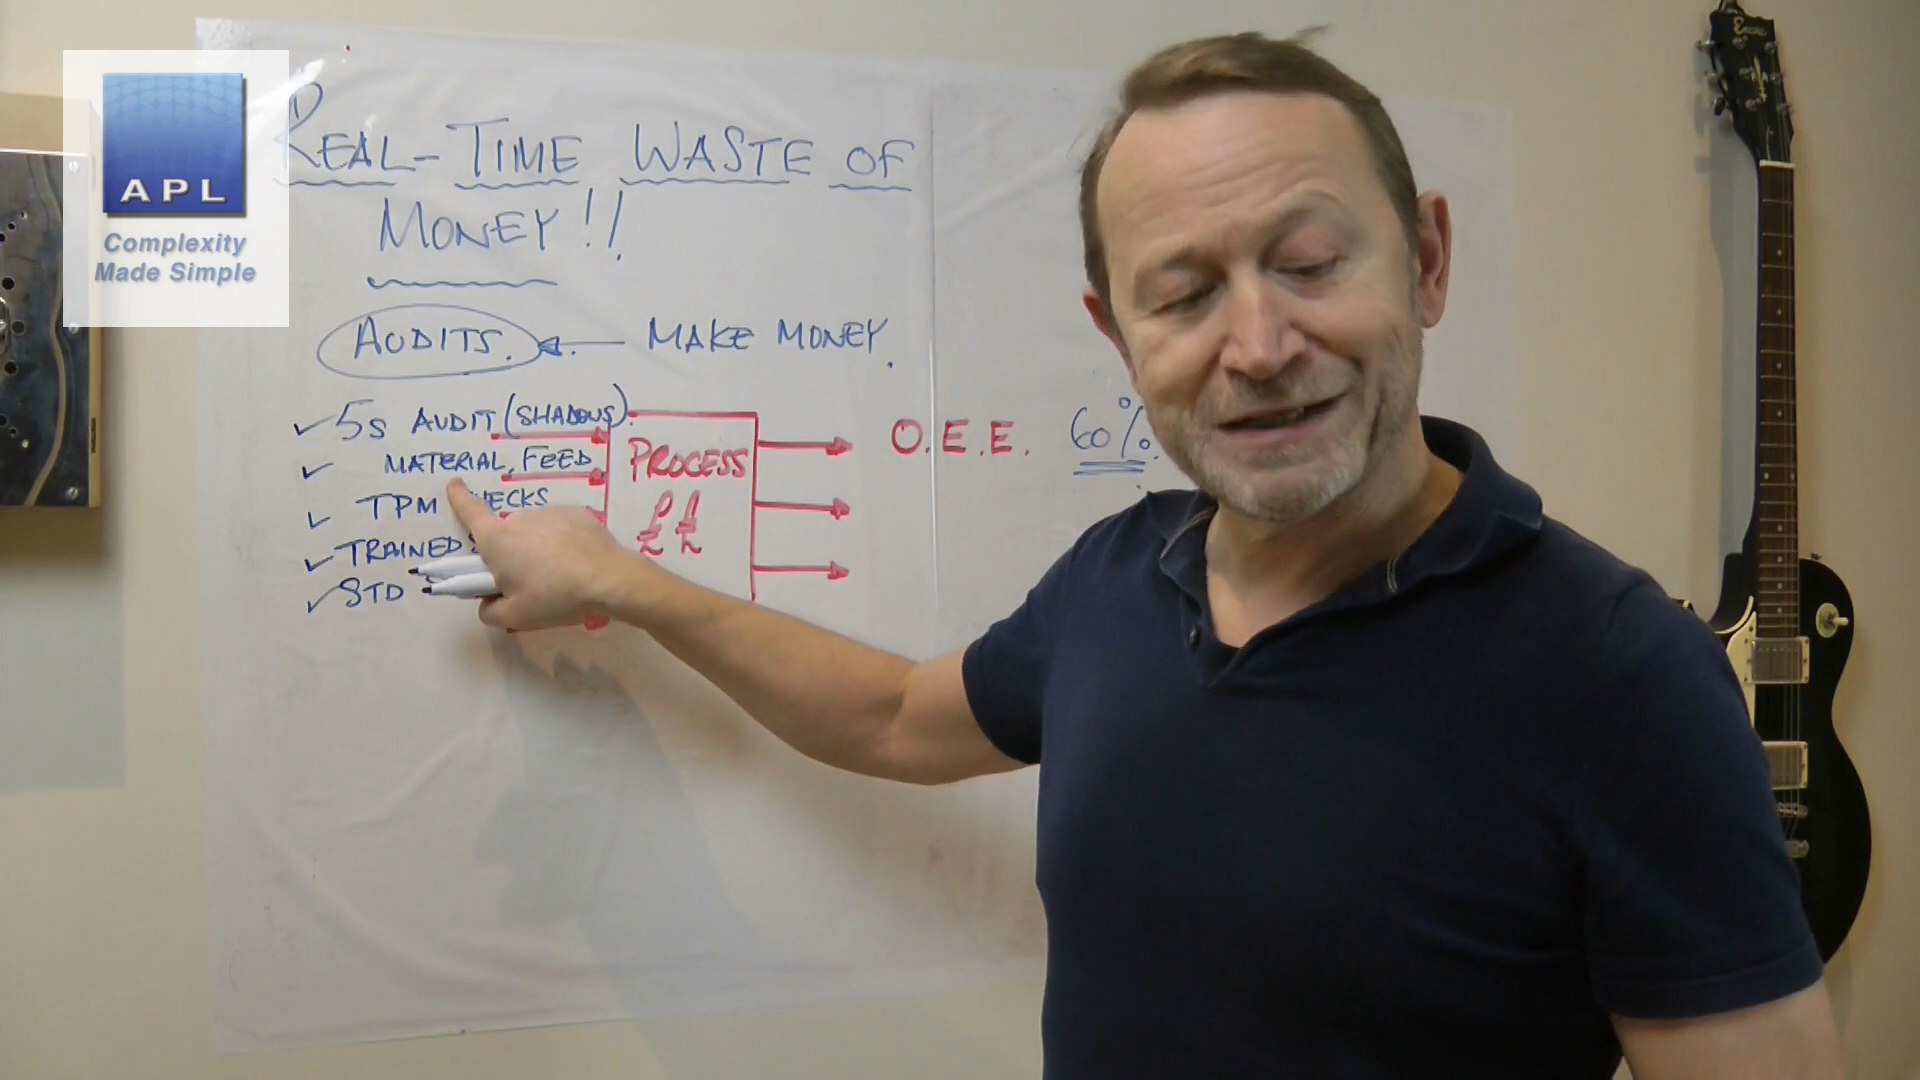 APL
Complexity
Made Simple
REAL-TIME WASTE OF
MONEY!!
AUDITS. MAKE MONEY.
5S AUDIT (SHADOWS).
MATERIAL, FEED
TPM
TRAINED
STD
PROCESS
££
O.E.E. 60%.